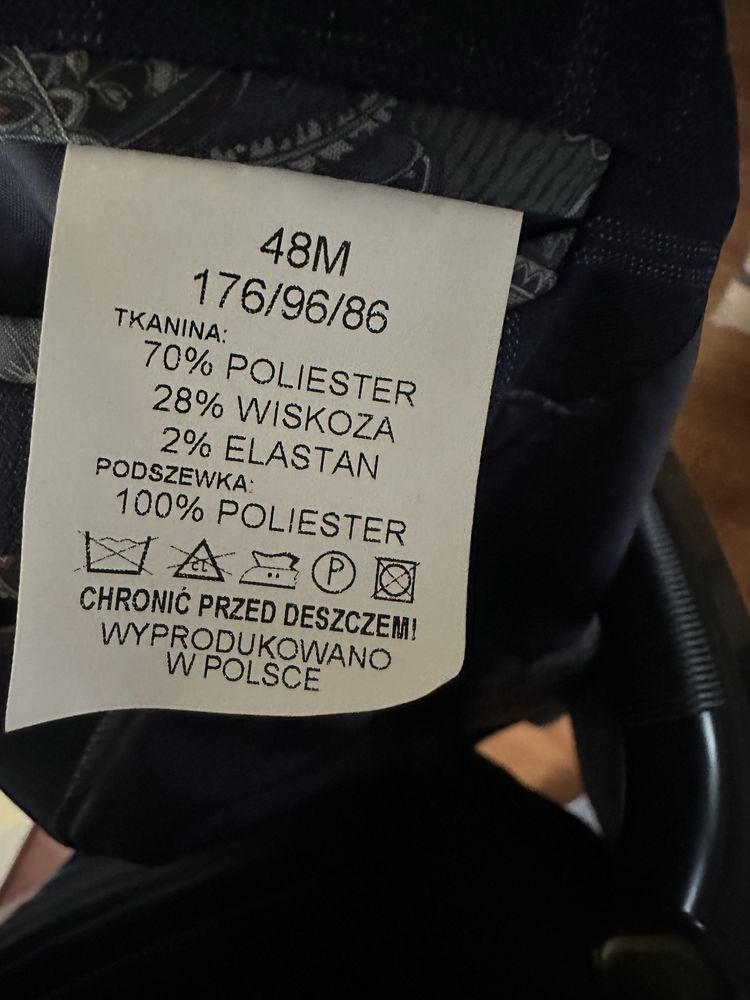 48M
176/96/86
TKANINA:
70% POLIESTER
28% WISKOZA
2% ELASTAN
PODSZEWKA:
100% POLIESTER
CL P
CHRONIĆ PRZED DESZCZEM!
WYPRODUKOWANO
W POLSCE